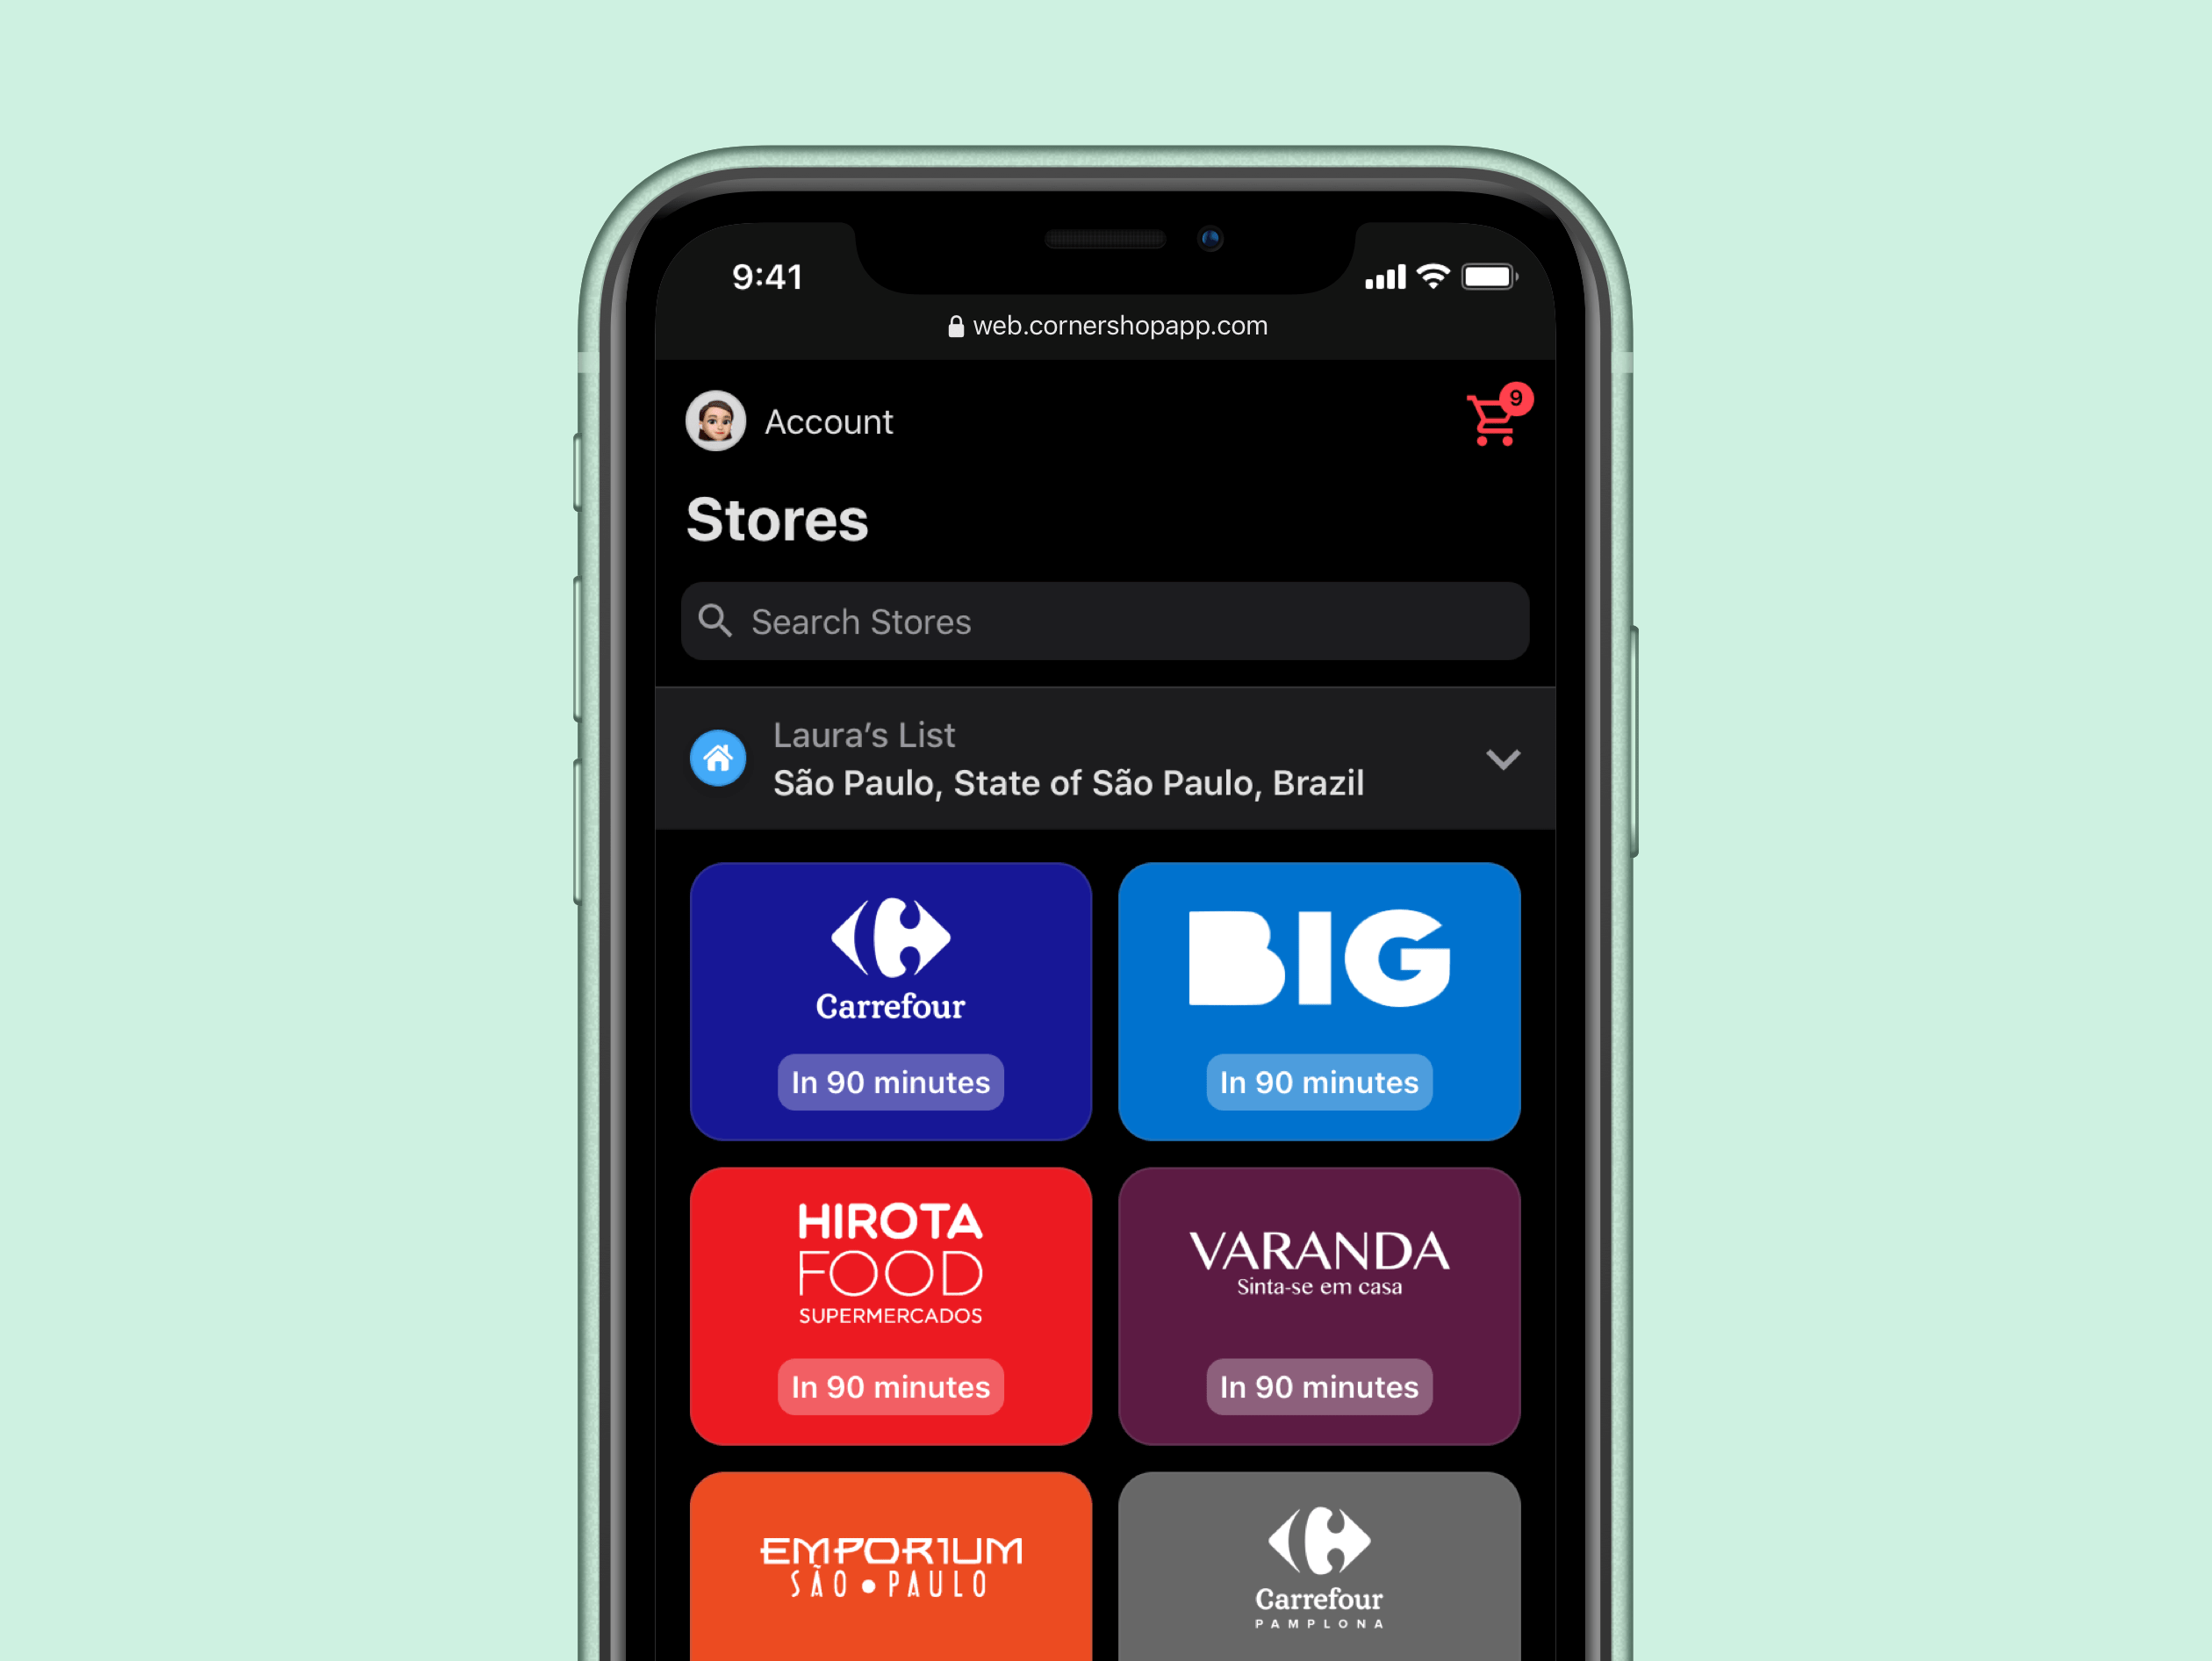 9:41
web.cornershopapp.com
Account
9
Stores
Search Stores
Laura’s List
São Paulo, State of São Paulo, Brazil
Carrefour
In 90 minutes
BIG
In 90 minutes
HIROTA
FOOD
SUPERMERCADOS
In 90 minutes
VARANDA
Sinta-se em casa
In 90 minutes
EMPORIUM
SÃO • PAULO
Carrefour
PAMPLONA